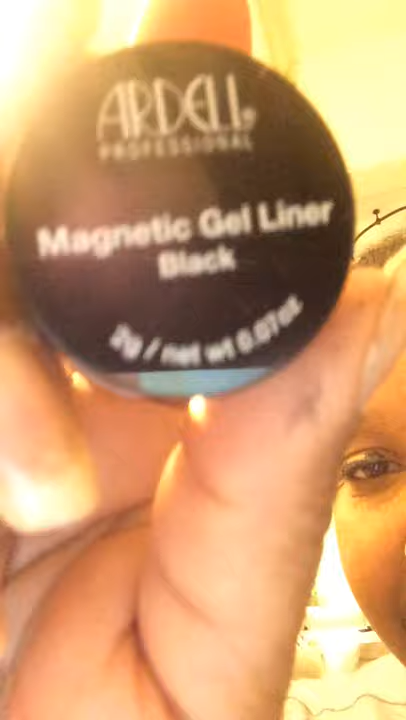 ARDELL®
PROFESSIONAL
Magnetic Gel Liner
Black
2g / net wt 0.07oz